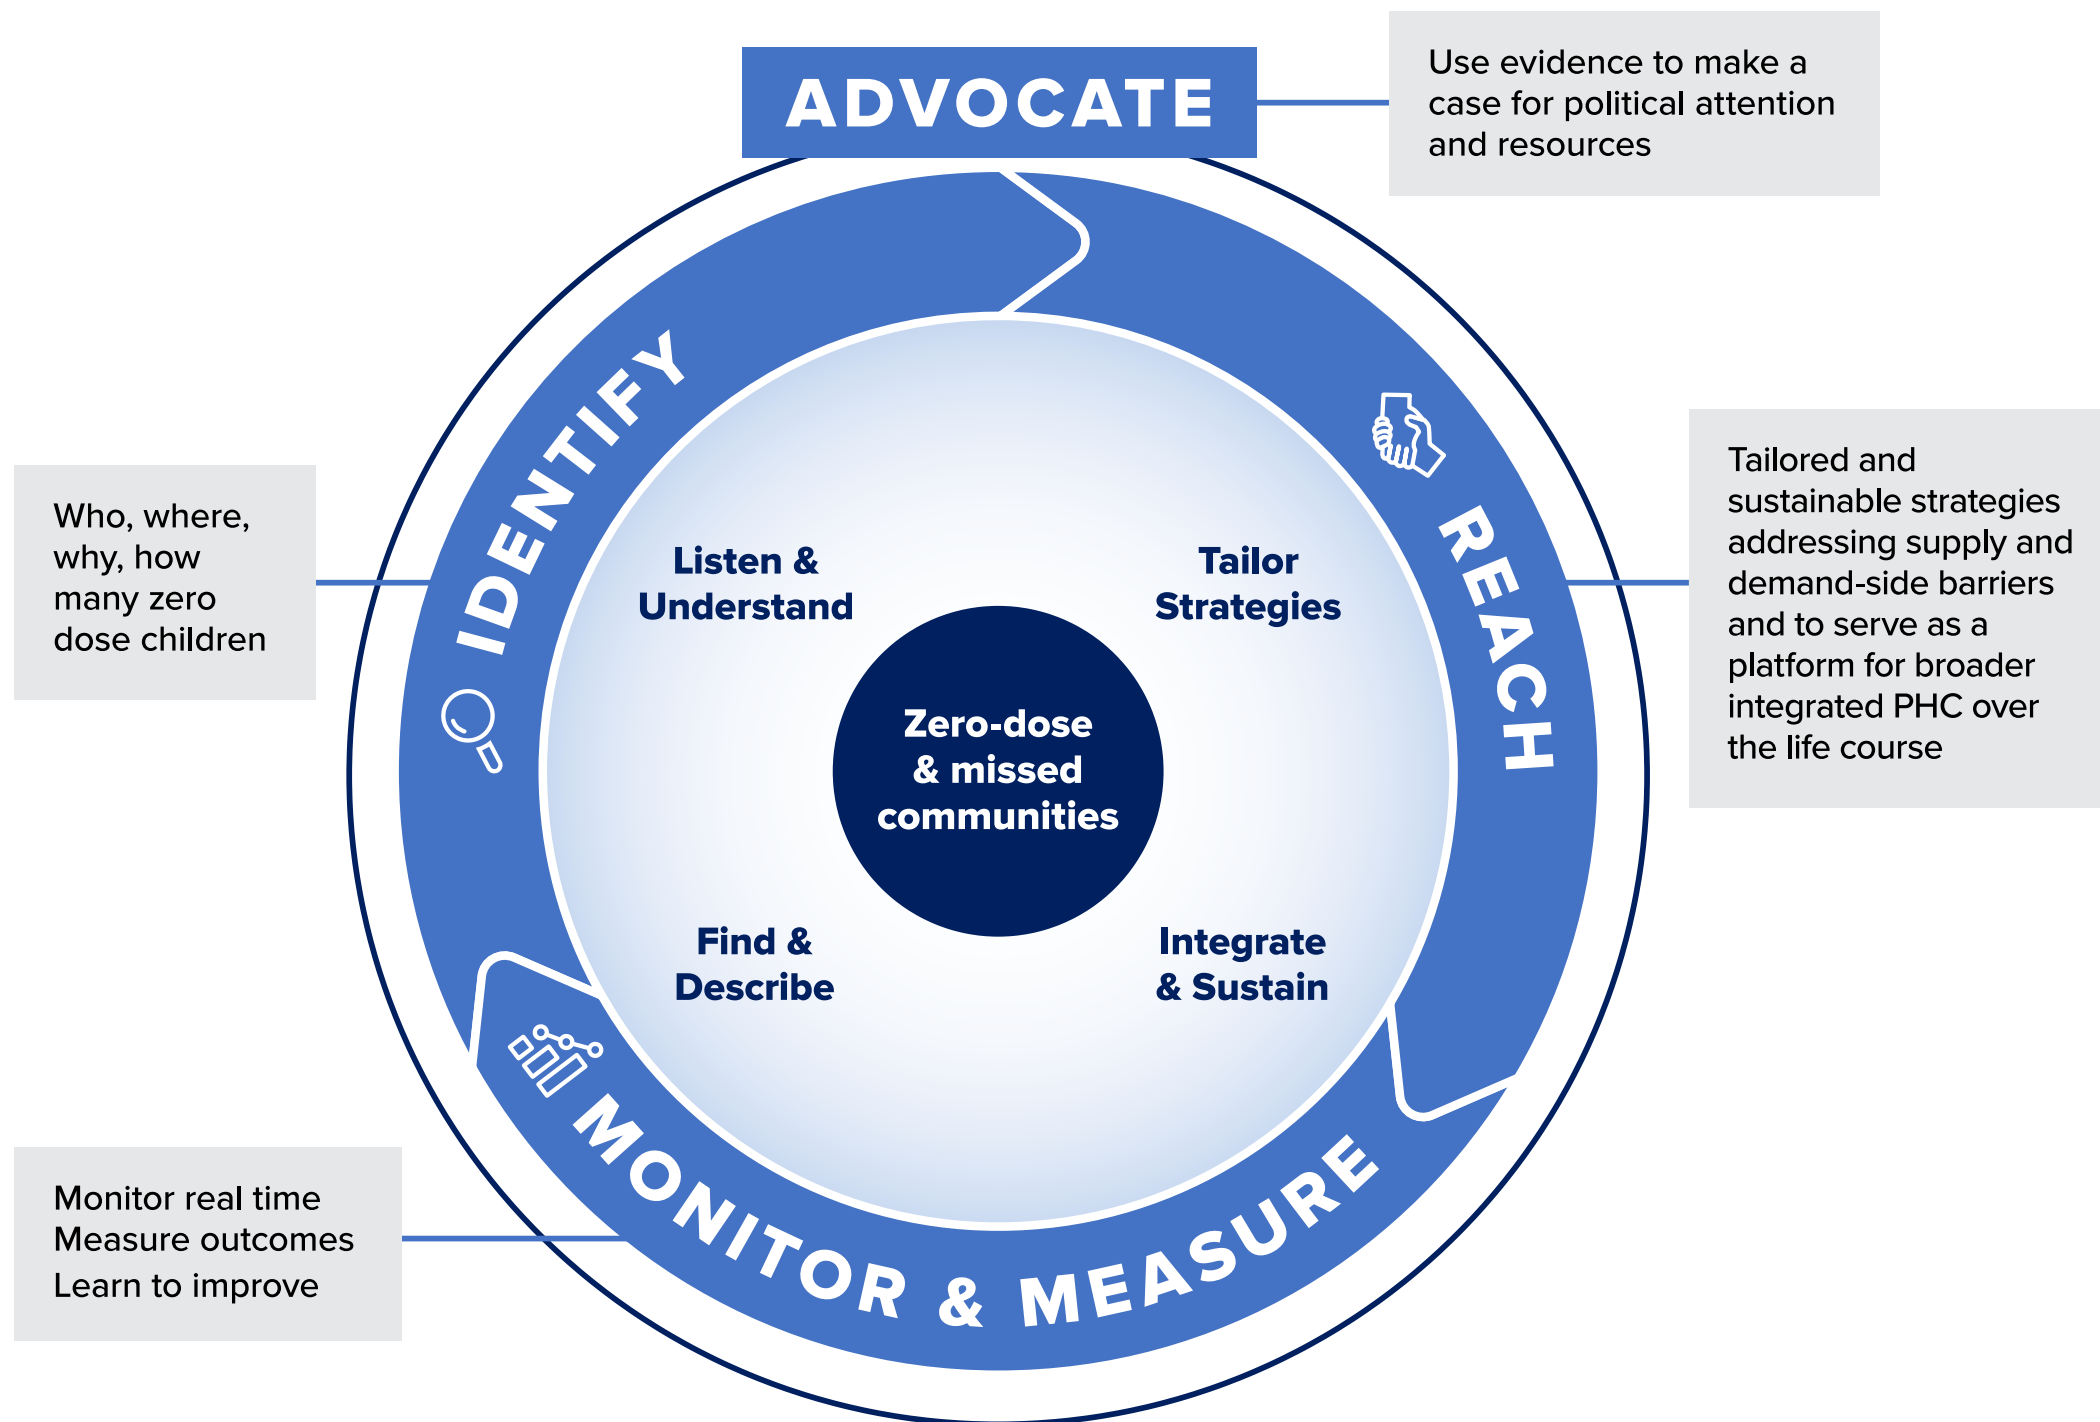 ADVOCATE
Use evidence to make a
case for political attention
and resources
IDENTIFY
Who, where,
why, how
many zero
dose children
REACH
Tailored and
sustainable strategies
addressing supply and
demand-side barriers
and to serve as a
platform for broader
integrated PHC over
the life course
Listen &
Understand
Tailor
Strategies
Zero-dose
& missed
communities
Find &
Describe
Integrate
& Sustain
MONITOR & MEASURE
Monitor real time
Measure outcomes
Learn to improve